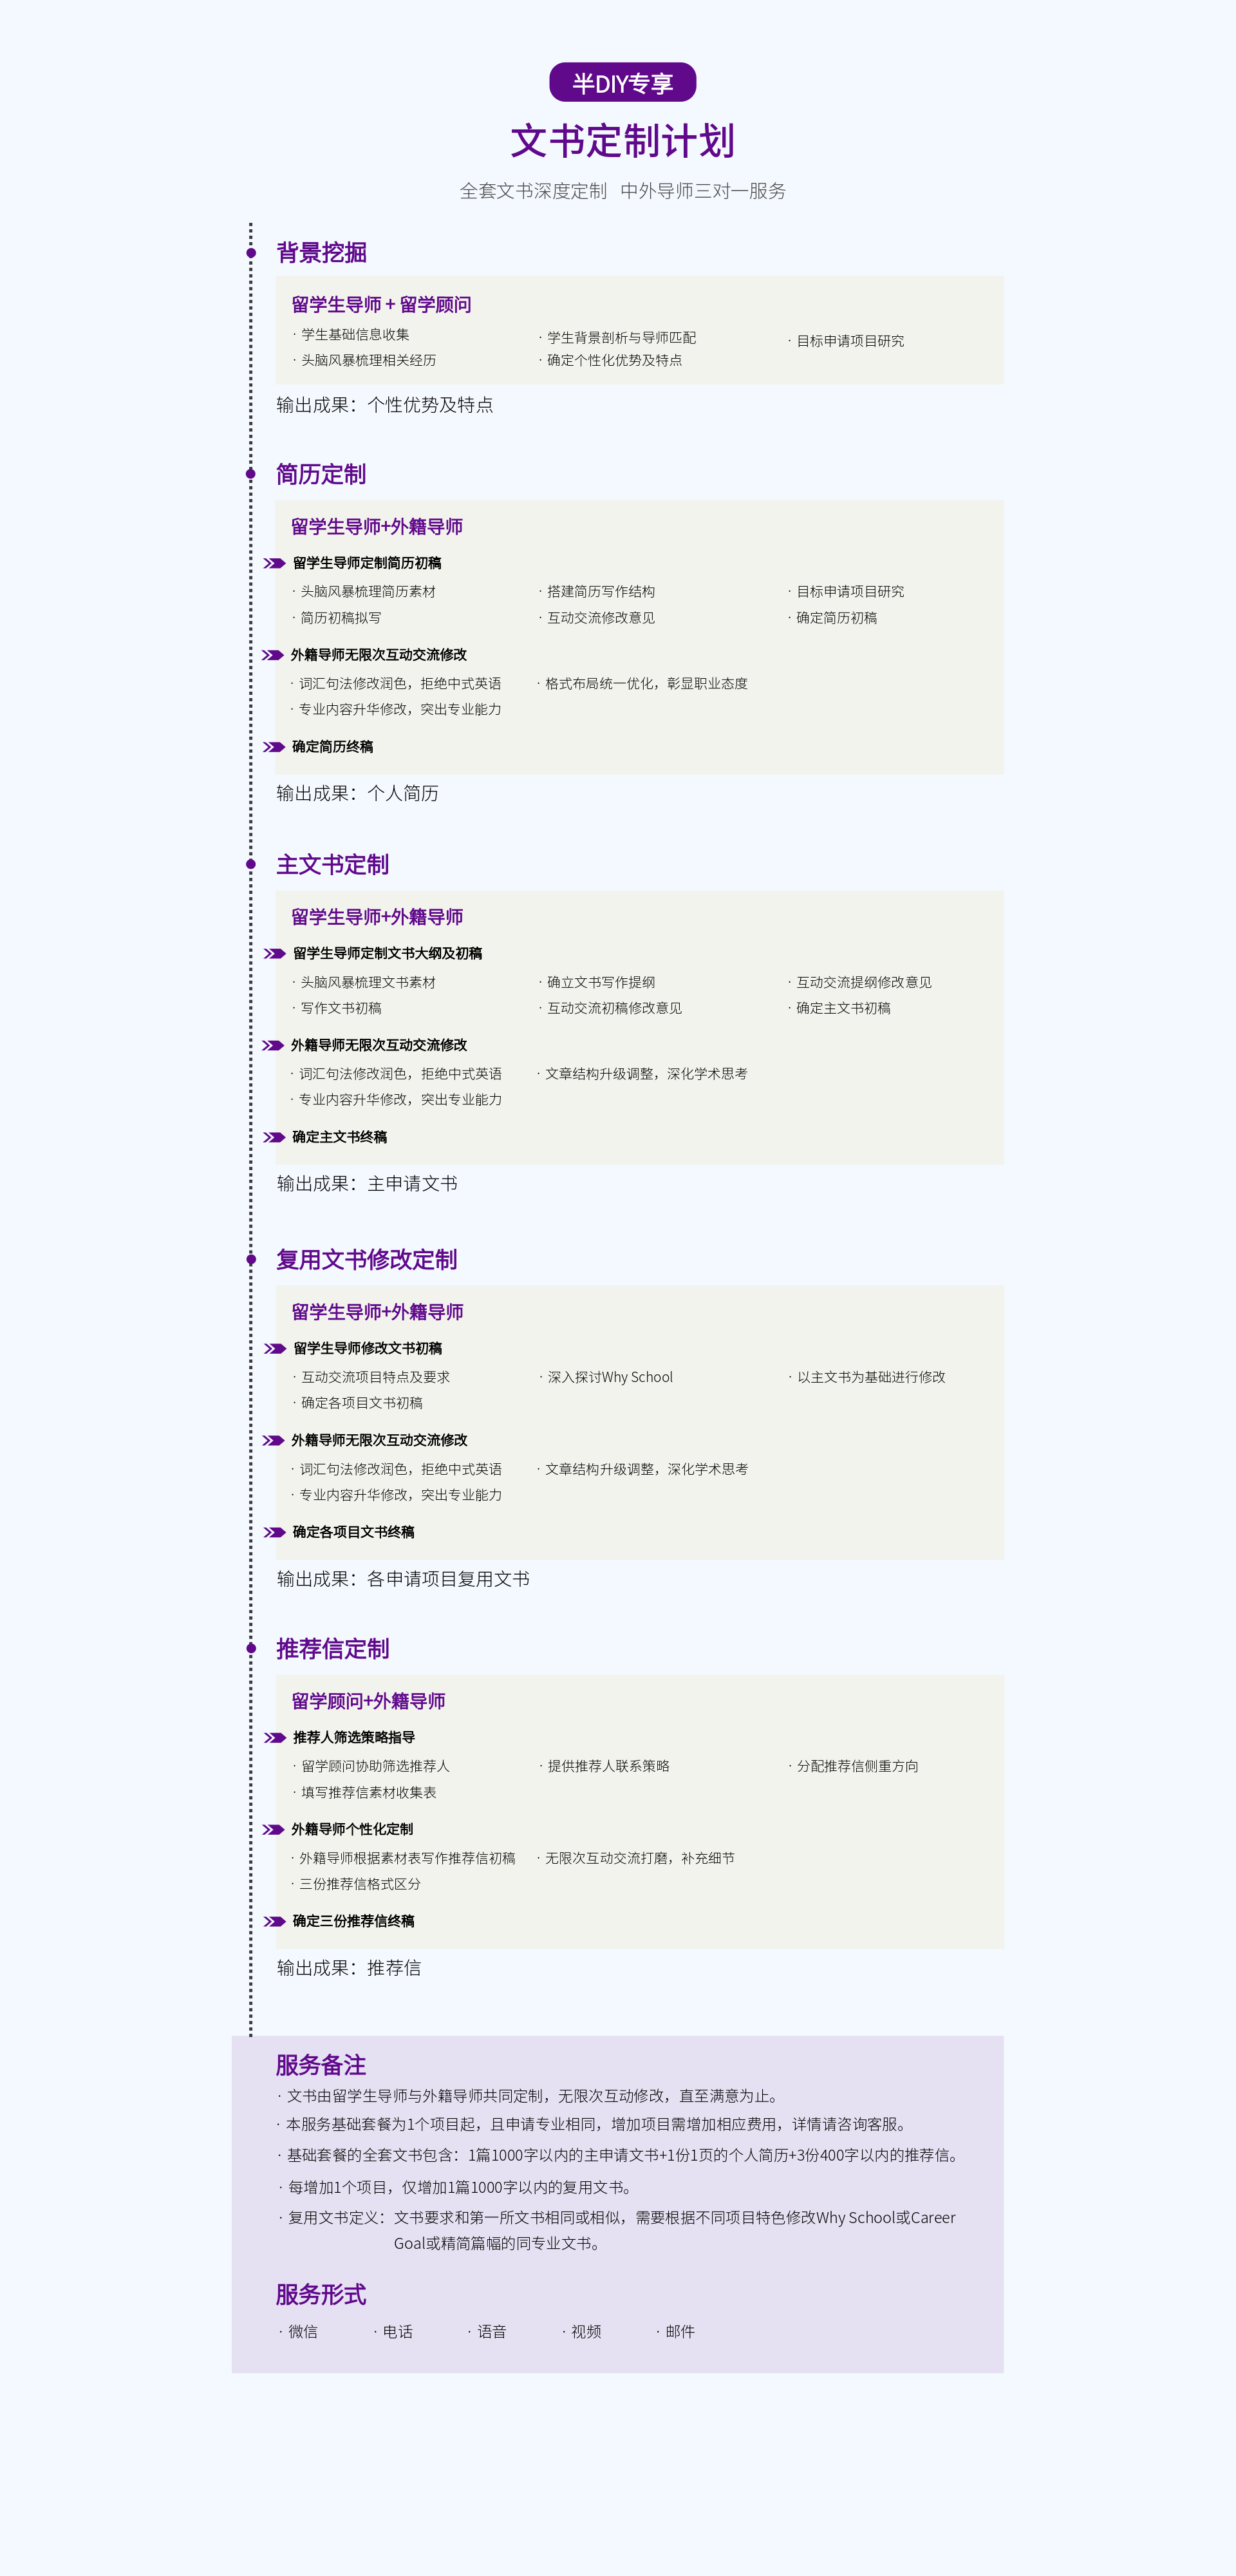 半DIY专享
文书定制计划
全套文书深度定制 中外导师三对一服务
背景挖掘
留学生导师 + 留学顾问
· 学生基础信息收集 · 学生背景剖析与导师匹配 · 目标申请项目研究
· 头脑风暴梳理相关经历 · 确定个性化优势及特点
输出成果：个性优势及特点
简历定制
留学生导师+外籍导师
留学生导师定制简历初稿
· 头脑风暴梳理简历素材 · 搭建简历写作结构 · 目标申请项目研究
· 简历初稿拟写 · 互动交流修改意见 · 确定简历初稿
外籍导师无限次互动交流修改
· 词汇句法修改润色，拒绝中式英语 · 格式布局统一优化，彰显职业态度
· 专业内容升华修改，突出专业能力
确定简历终稿
输出成果：个人简历
主文书定制
留学生导师+外籍导师
留学生导师定制文书大纲及初稿
· 头脑风暴梳理文书素材 · 确立文书写作提纲 · 互动交流提纲修改意见
· 写作文书初稿 · 互动交流初稿修改意见 · 确定主文书初稿
外籍导师无限次互动交流修改
· 词汇句法修改润色，拒绝中式英语 · 文章结构升级调整，深化学术思考
· 专业内容升华修改，突出专业能力
确定主文书终稿
输出成果：主申请文书
复用文书修改定制
留学生导师+外籍导师
留学生导师修改文书初稿
· 互动交流项目特点及要求 · 深入探讨Why School · 以主文书为基础进行修改
· 确定各项目文书初稿
外籍导师无限次互动交流修改
· 词汇句法修改润色，拒绝中式英语 · 文章结构升级调整，深化学术思考
· 专业内容升华修改，突出专业能力
确定各项目文书终稿
输出成果：各申请项目复用文书
推荐信定制
留学顾问+外籍导师
推荐人筛选策略指导
· 留学顾问协助筛选推荐人 · 提供推荐人联系策略 · 分配推荐信侧重方向
· 填写推荐信素材收集表
外籍导师个性化定制
· 外籍导师根据素材表写作推荐信初稿 · 无限次互动交流打磨，补充细节
· 三份推荐信格式区分
确定三份推荐信终稿
输出成果：推荐信
服务备注
· 文书由留学生导师与外籍导师共同定制，无限次互动修改，直至满意为止。
· 本服务基础套餐为1个项目起，且申请专业相同，增加项目需增加相应费用，详情请咨询客服。
· 基础套餐的全套文书包含：1篇1000字以内的主申请文书+1份1页的个人简历+3份400字以内的推荐信。
· 每增加1个项目，仅增加1篇1000字以内的复用文书。
· 复用文书定义：文书要求和第一所文书相同或相似，需要根据不同项目特色修改Why School或Career
Goal或精简篇幅的同专业文书。
服务形式
· 微信 · 电话 · 语音 · 视频 · 邮件